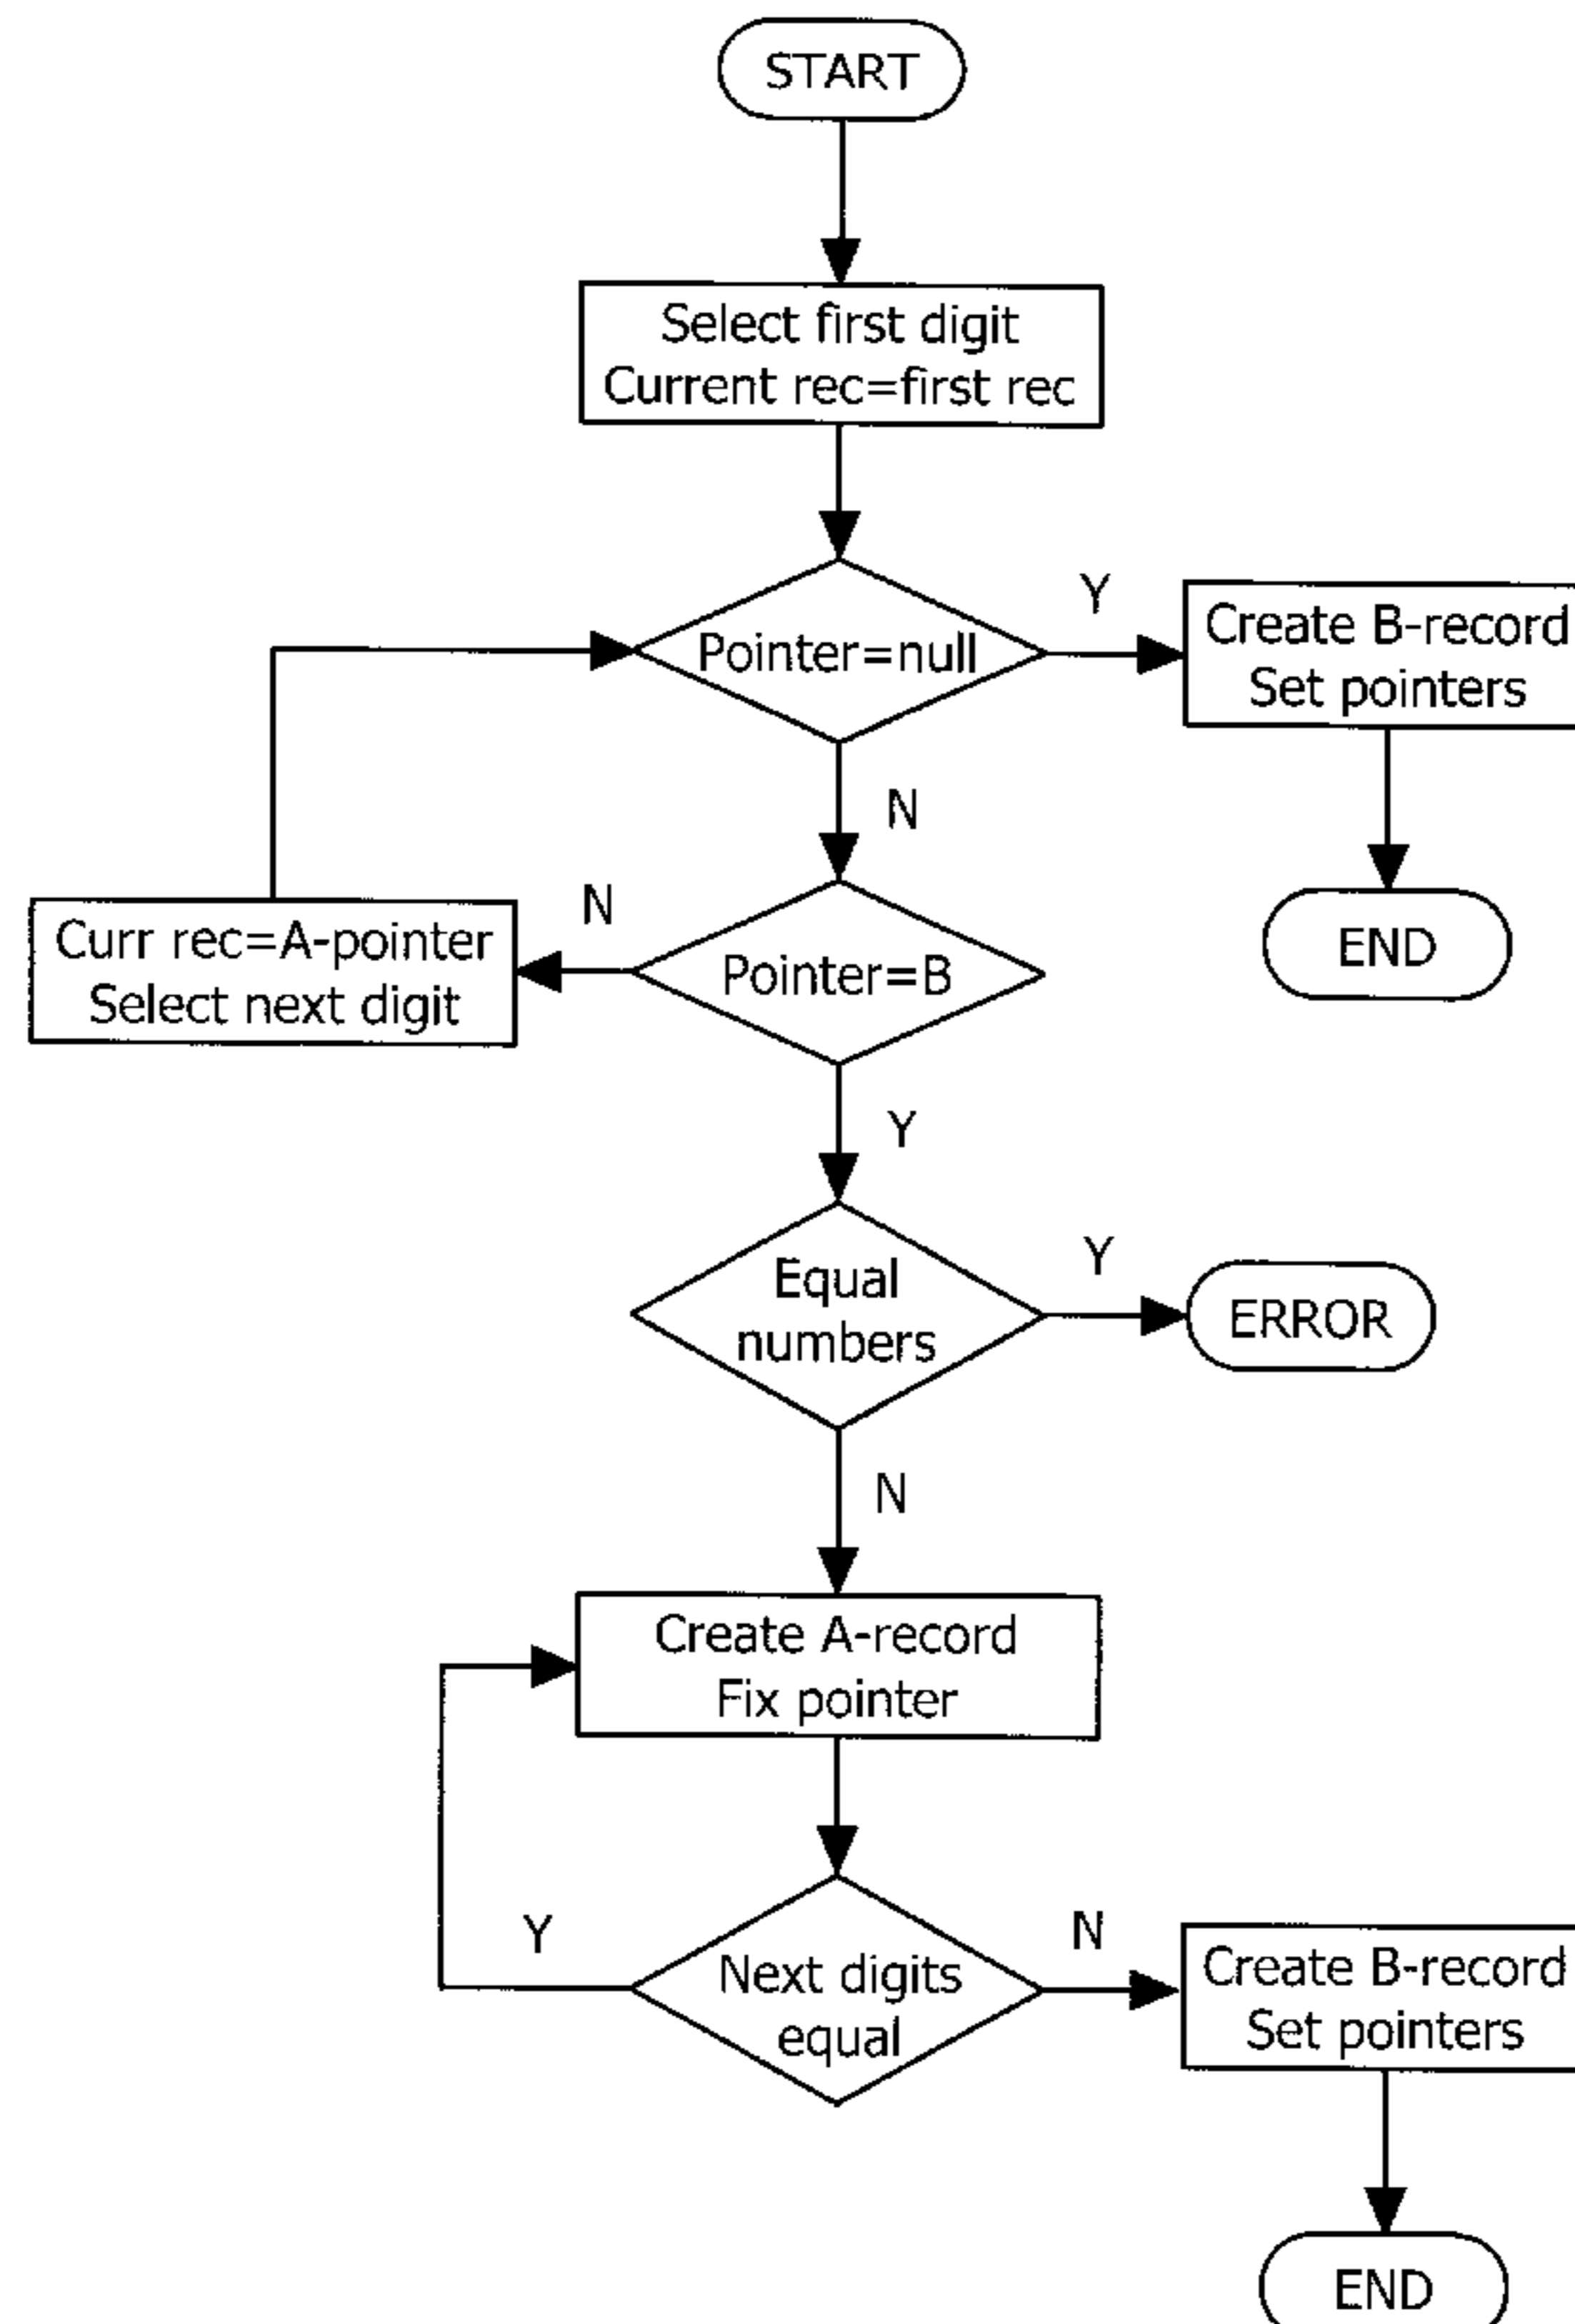 START
Select first digit
Current rec=first rec
Pointer=null
Y
Create B-record
Set pointers
N
END
Pointer=B
N
Curr rec=A-pointer
Select next digit
Y
Equal
numbers
Y
ERROR
N
Create A-record
Fix pointer
Next digits
equal
Y
N
Create B-record
Set pointers
END